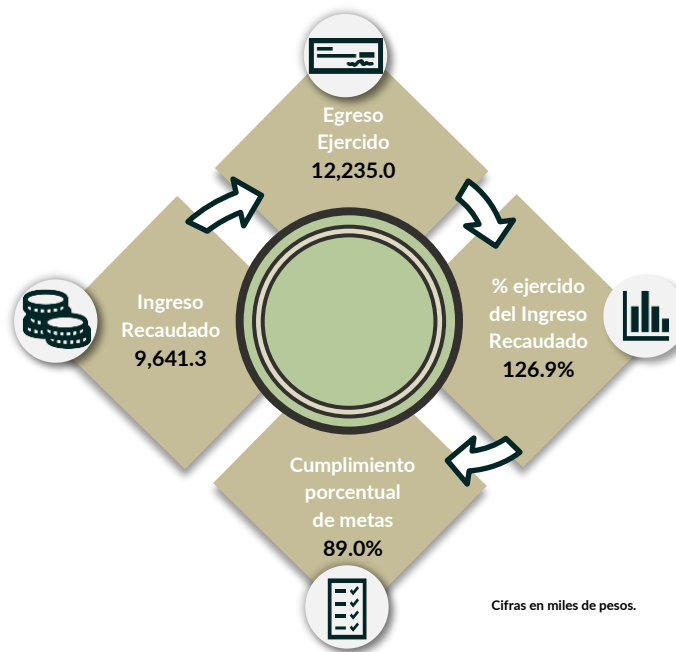 Egreso
Ejercido
12,235.0
Ingreso
Recaudado
9,641.3
% ejercido
del Ingreso
Recaudado
126.9%
Cumplimiento
porcentual
de metas
89.0%
Cifras en miles de pesos.